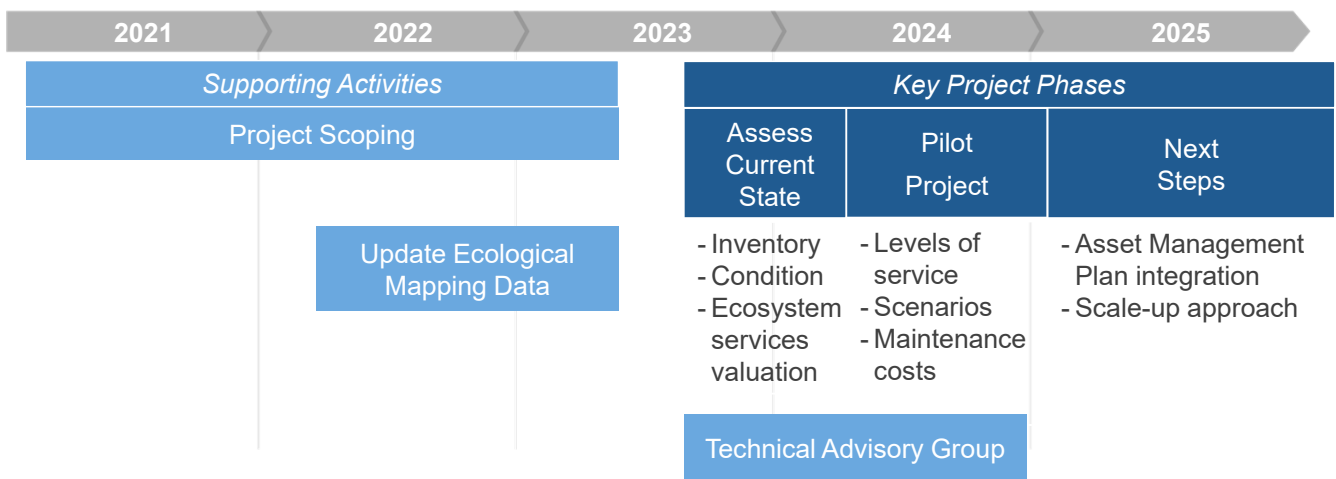 2021 2022 2023 2024 2025
Supporting Activities
Project Scoping
Update Ecological
Mapping Data
Key Project Phases
Assess
Current
State
- Inventory
- Condition
- Ecosystem
services
valuation
Pilot
Project
- Levels of
service
- Scenarios
- Maintenance
costs
Next
Steps
- Asset Management
Plan integration
- Scale-up approach
Technical Advisory Group